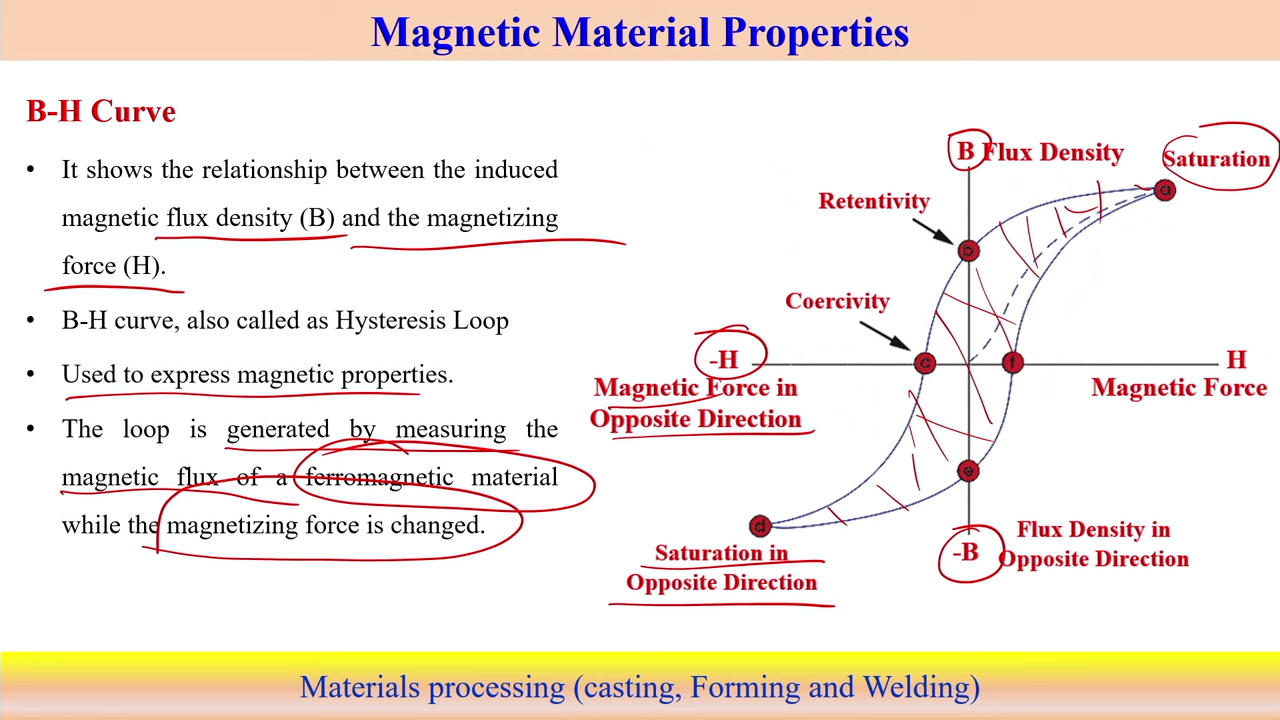 Magnetic Material Properties
B-H Curve
• It shows the relationship between the induced
magnetic flux density (B) and the magnetizing
force (H).
• B-H curve, also called as Hysteresis Loop
• Used to express magnetic properties.
• The loop is generated by measuring the
magnetic flux of a ferromagnetic material
while the magnetizing force is changed.
B Flux Density
Saturation
a
Retentivity
b
Coercivity
-H
c
f
H
Magnetic Force in
Opposite Direction
Magnetic Force
e
d
Saturation in
Opposite Direction
-B
Flux Density in
Opposite Direction
Materials processing (casting, Forming and Welding)